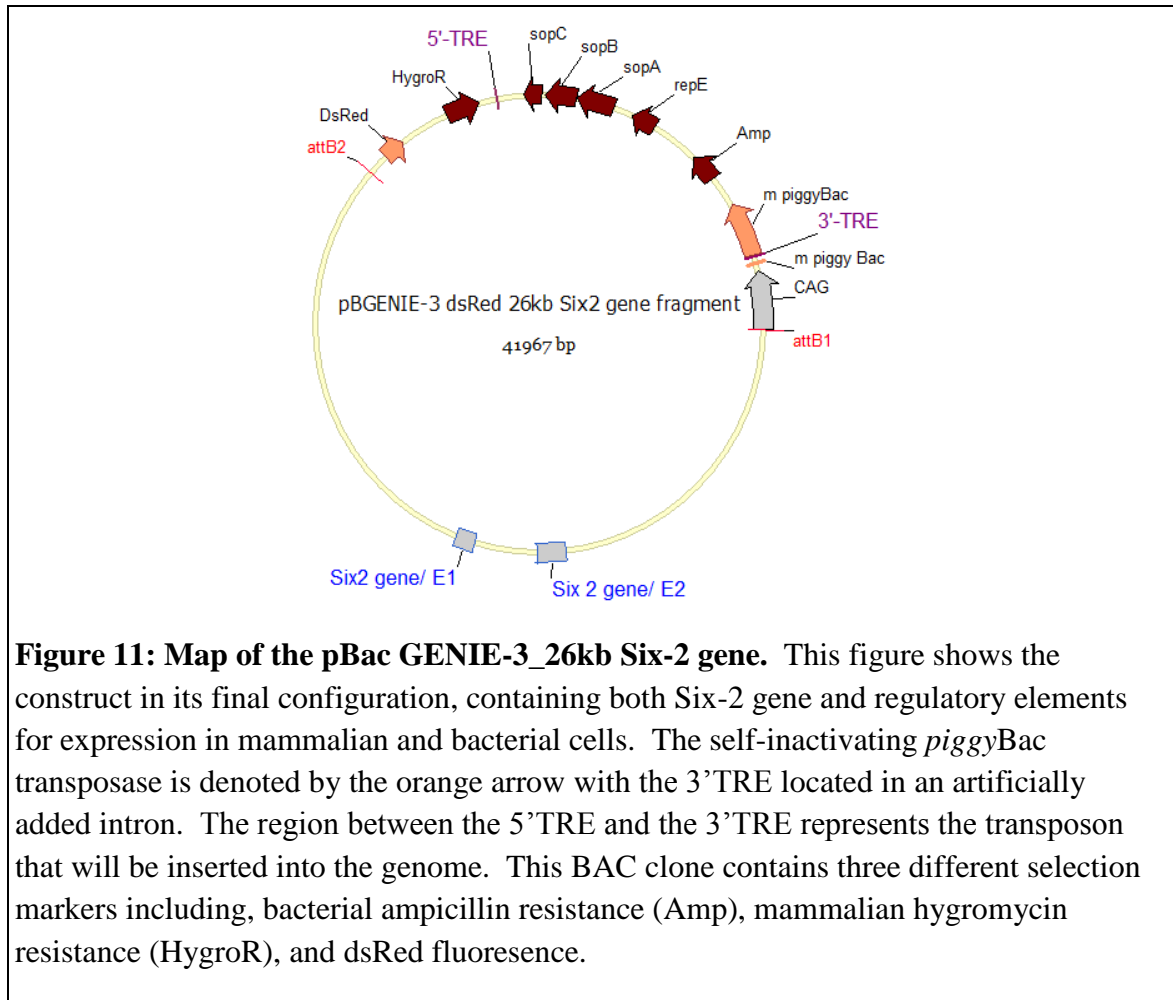 5'-TRE
sopC
sopB
sopA
HygroR
repE
DsRed
Amp
attB2
m piggyBac
3'-TRE
m piggy Bac
CAG
pBGENIE-3 dsRed 26kb Six2 gene fragment
attB1
41967 bp
Six2 gene/ E1
Six 2 gene/ E2
Figure 11: Map of the pBac GENIE-3_26kb Six-2 gene. This figure shows the
construct in its final configuration, containing both Six-2 gene and regulatory elements
for expression in mammalian and bacterial cells. The self-inactivating piggyBac
transposase is denoted by the orange arrow with the 3’TRE located in an artificially
added intron. The region between the 5’TRE and the 3’TRE represents the transposon
that will be inserted into the genome. This BAC clone contains three different selection
markers including, bacterial ampicillin resistance (Amp), mammalian hygromycin
resistance (HygroR), and dsRed fluoresence.